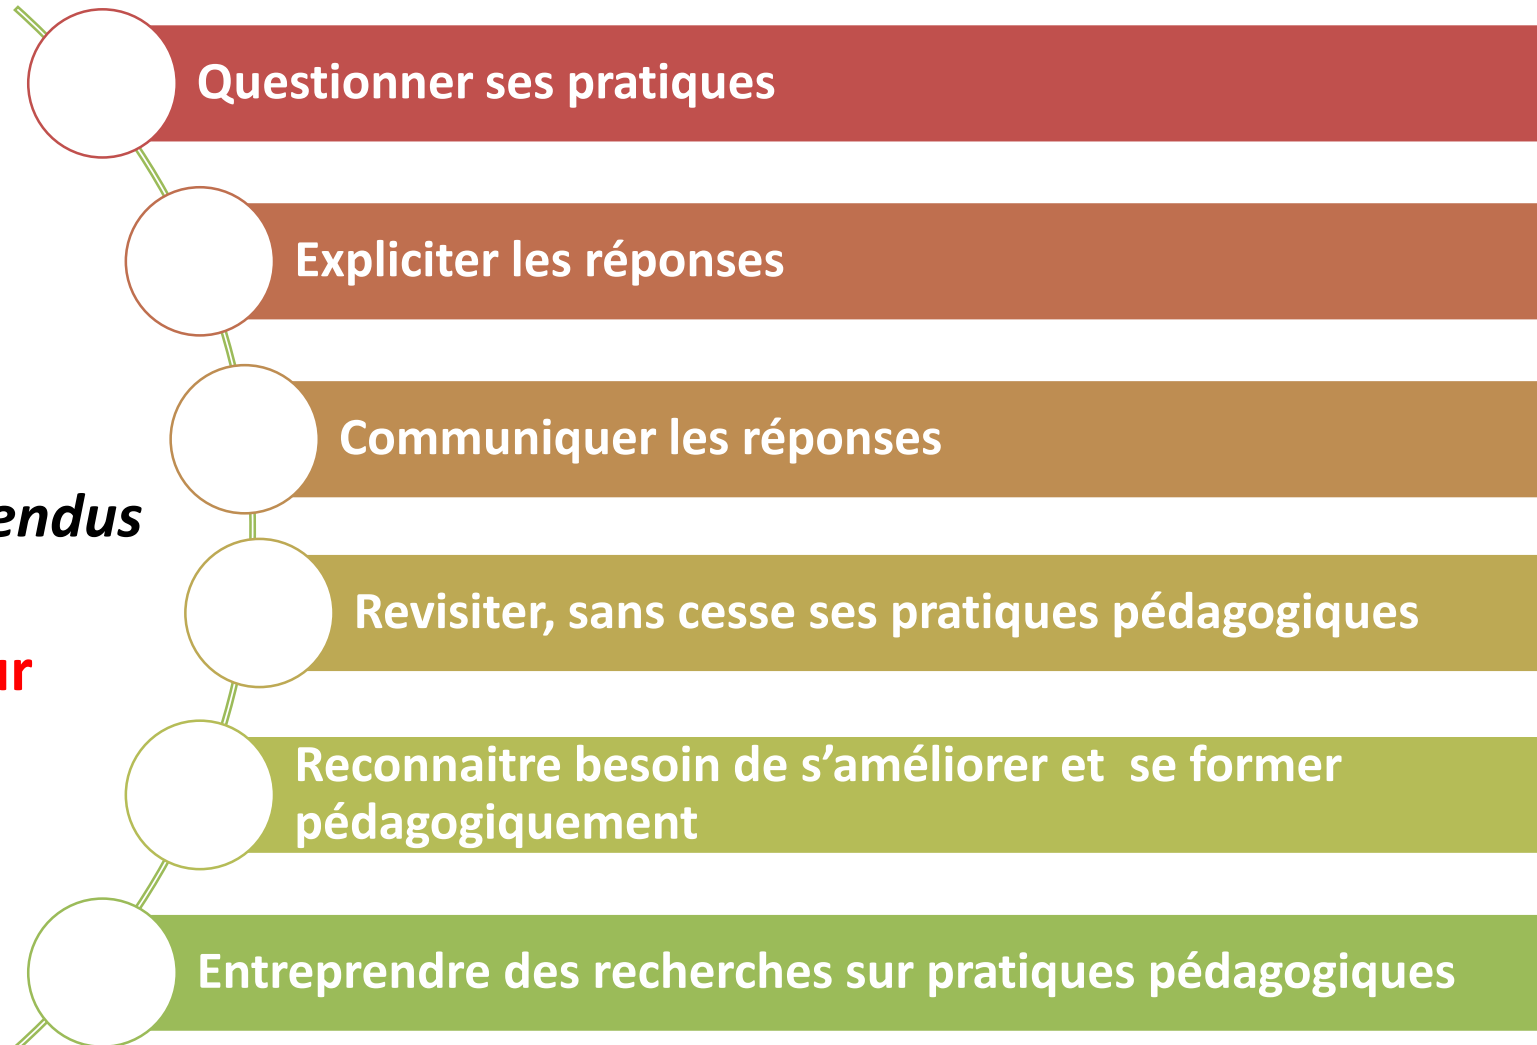 Questionner ses pratiques
Expliciter les réponses
Communiquer les réponses
endus
Revisiter, sans cesse ses pratiques pédagogiques
ur
Reconnaitre besoin de s’améliorer et  se former
pédagogiquement
Entreprendre des recherches sur pratiques pédagogiques